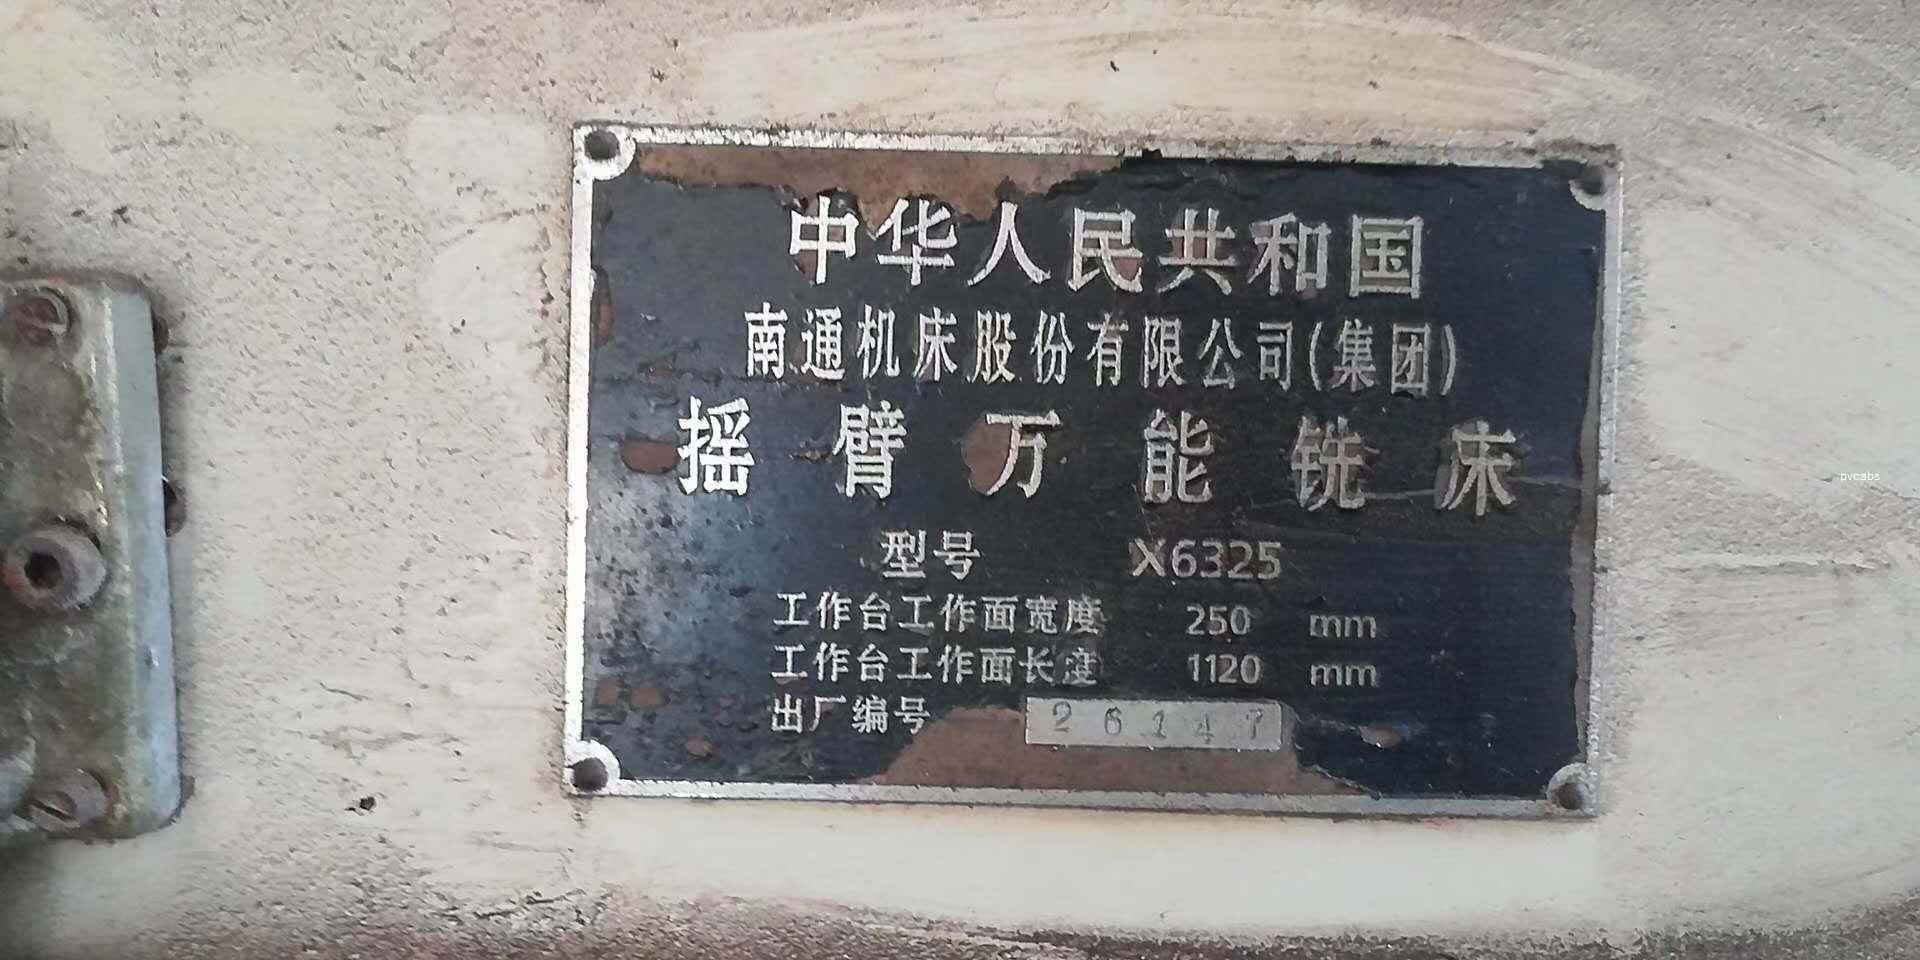 中华人民共和国
南通机床股份有限公司(集团)
摇臂万能铣床
型号 X6325
工作台工作面宽度 250 mm
工作台工作面长度 1120 mm
出厂编号 26147
pvcabs